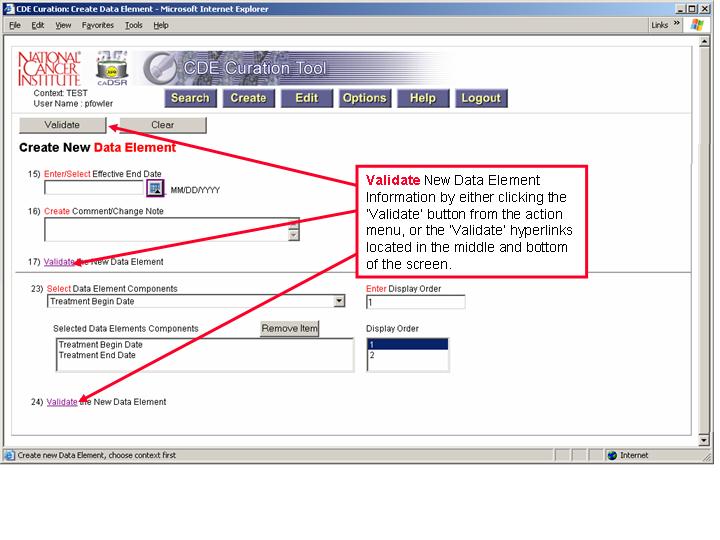 CDE Curation: Create Data Element - Microsoft Internet Explorer
File Edit View Favorites Tools Help Links »
NATIONAL CANCER INSTITUTE
caDSR
CDE Curation Tool
Context: TEST
User Name : pfowler
Search Create Edit Options Help Logout
Validate Clear
Create New Data Element
15) Enter/Select Effective End Date
MM/DD/YYYY
16) Create Comment/Change Note
17) Validate the New Data Element
Validate New Data Element
Information by either clicking the
'Validate' button from the action
menu, or the 'Validate' hyperlinks
located in the middle and bottom
of the screen.
23) Select Data Element Components Enter Display Order
Treatment Begin Date 1
Selected Data Elements Components Remove Item Display Order
Treatment Begin Date 1
Treatment End Date 2
24) Validate the New Data Element
Create new Data Element, choose context first Internet